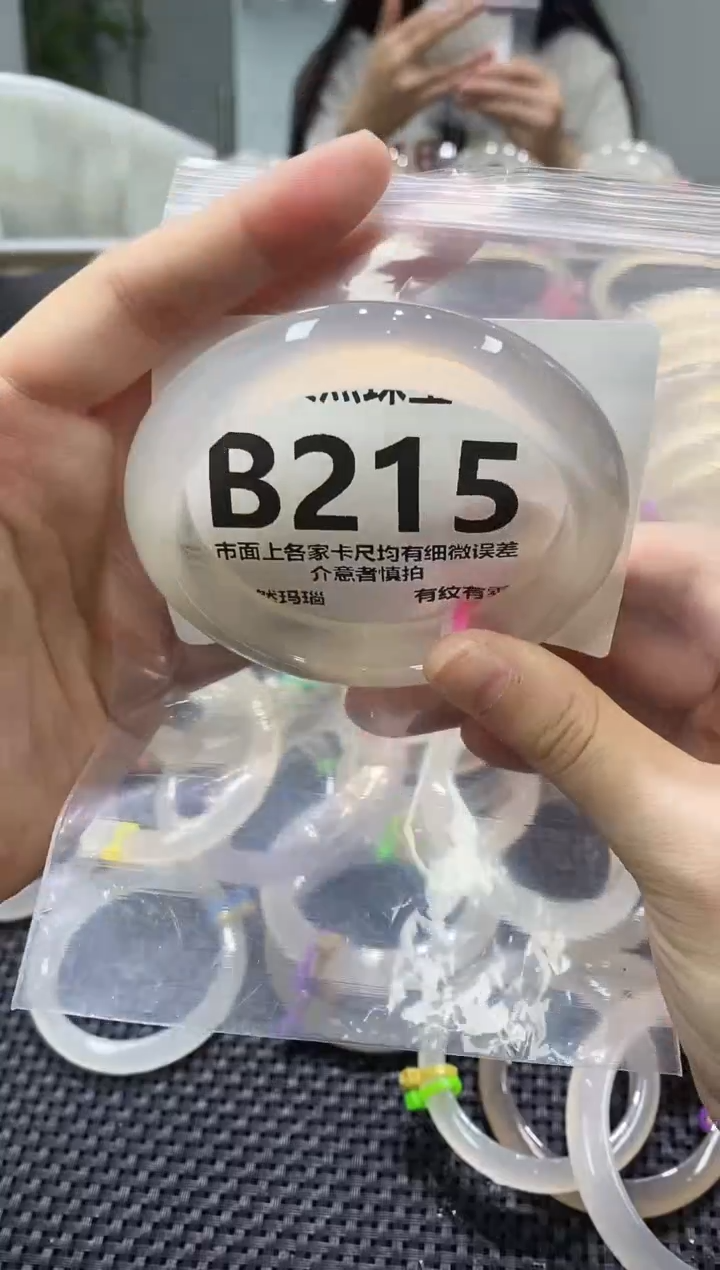 B215
市面上各家卡尺均有细微误差
介意者慎拍
然玛瑙 有纹有